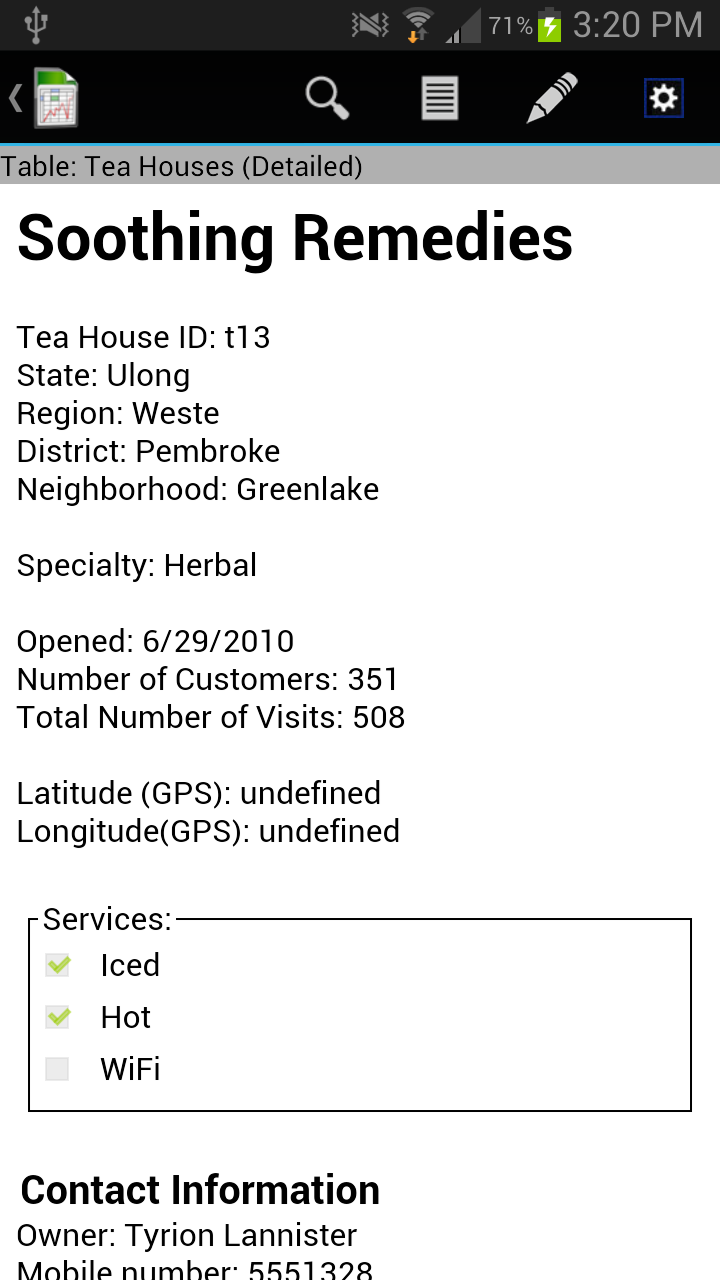 71% 3:20 PM
Table: Tea Houses (Detailed)
Soothing Remedies
Tea House ID: t13
State: Ulong
Region: Weste
District: Pembroke
Neighborhood: Greenlake
Specialty: Herbal
Opened: 6/29/2010
Number of Customers: 351
Total Number of Visits: 508
Latitude (GPS): undefined
Longitude(GPS): undefined
Services:
Iced
Hot
WiFi
Contact Information
Owner: Tyrion Lannister
Mobile number: 5551328